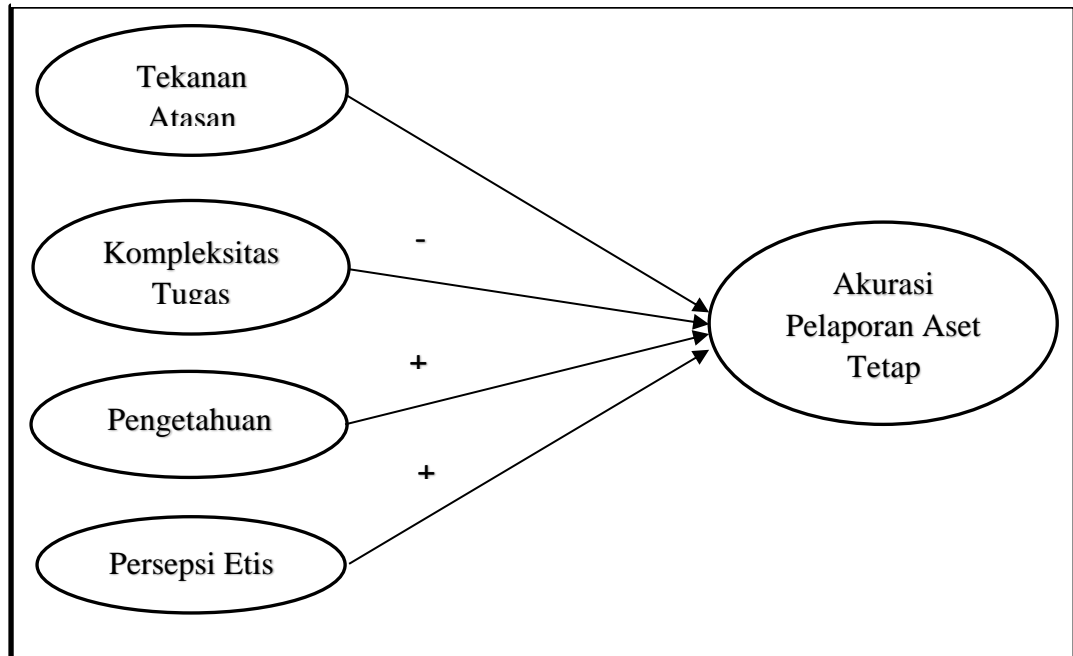 Tekanan
Atasan
-
Kompleksitas
Tugas
+
Pengetahuan
+
Persepsi Etis
Akurasi
Pelaporan Aset
Tetap